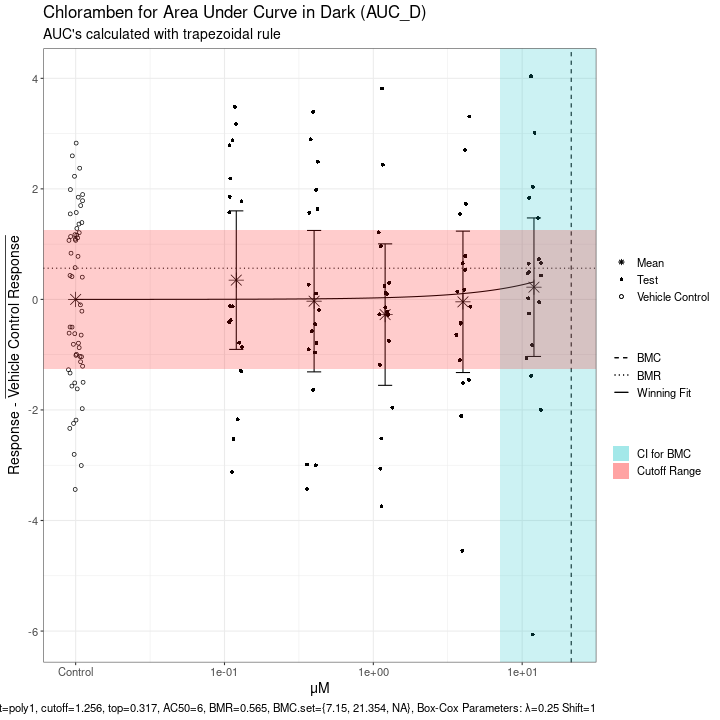 Chloramben for Area Under Curve in Dark (AUC_D)
AUC's calculated with trapezoidal rule
Response - Vehicle Control Response
4
2
0
-2
-4
-6
Control
1e-01
1e+00
1e+01
μM
Mean
Test
Vehicle Control
BMC
BMR
Winning Fit
CI for BMC
Cutoff Range
t=poly1, cutoff=1.256, top=0.317, AC50=6, BMR=0.565, BMC.set={7.15, 21.354, NA}, Box-Cox Parameters: λ=0.25 Shift=1